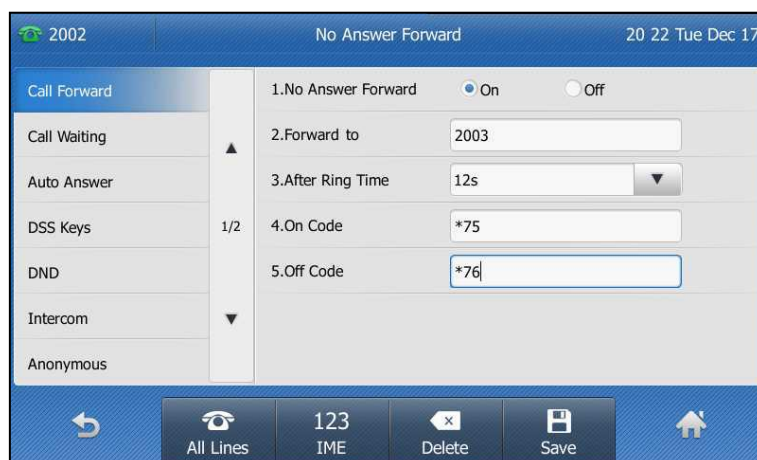 2002 No Answer Forward 20 22 Tue Dec 17
Call Forward
Call Waiting
Auto Answer
DSS Keys
DND
Intercom
Anonymous
1/2
1.No Answer Forward On Off
2.Forward to 2003
3.After Ring Time 12s
4.On Code *75
5.Off Code *76
All Lines
123
IME
Delete
Save